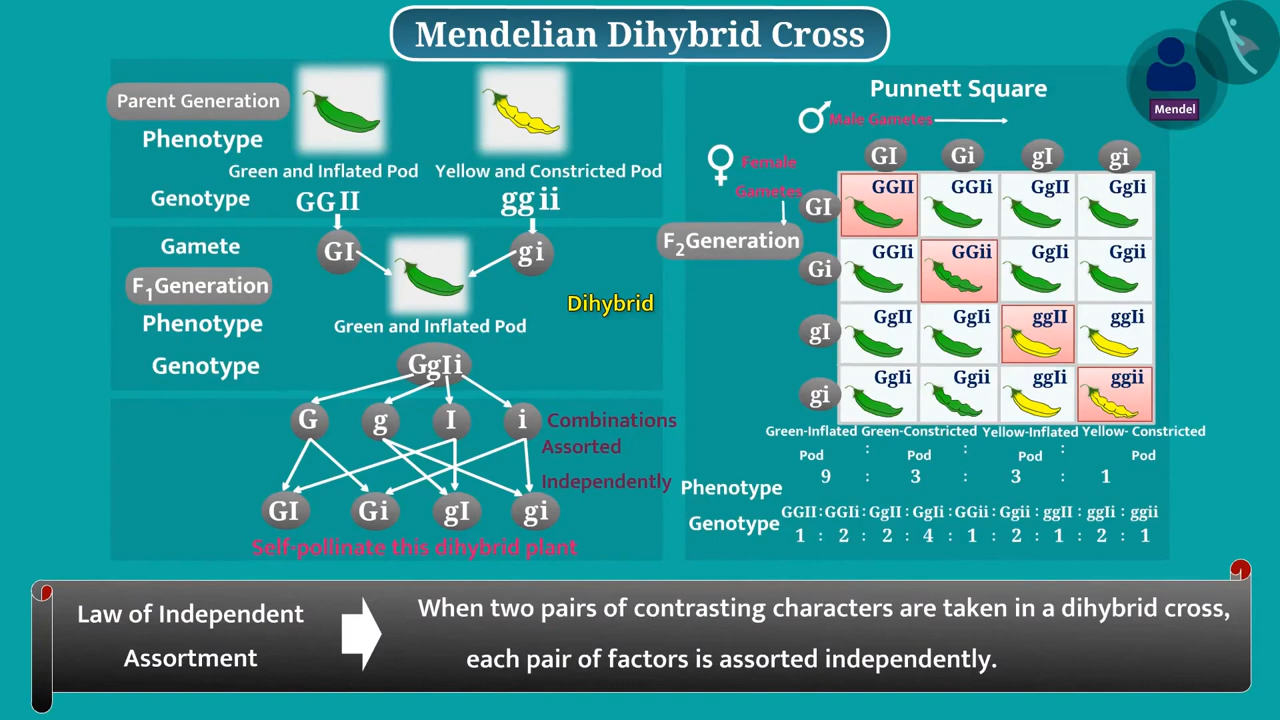 Mendelian Dihybrid Cross
Parent Generation
Phenotype
Green and Inflated Pod
Yellow and Constricted Pod
Genotype
GG II
gg ii
Gamete
GI
gi
F1Generation
Phenotype
Green and Inflated Pod
Dihybrid
Genotype
GgIi
G g I i
Combinations
Assorted
Independently
GI Gi gI gi
Self-pollinate this dihybrid plant
Mendel
Punnett Square
Male Gametes
Female
Gametes
F2Generation
GI Gi gI gi
GI GGII GGIi GgII GgIi
Gi GGIi GGii GgIi Ggii
gI GgII GgIi ggII ggIi
gi GgIi Ggii ggIi ggii
Green-Inflated Green-Constricted Yellow-Inflated Yellow- Constricted
Pod : Pod : Pod : Pod
Phenotype 9 : 3 : 3 : 1
Genotype GGII : GGIi : GgII : GgIi : GGii : Ggii : ggII : ggIi : ggii
1 : 2 : 2 : 4 : 1 : 2 : 1 : 2 : 1
Law of Independent
Assortment
When two pairs of contrasting characters are taken in a dihybrid cross,
each pair of factors is assorted independently.